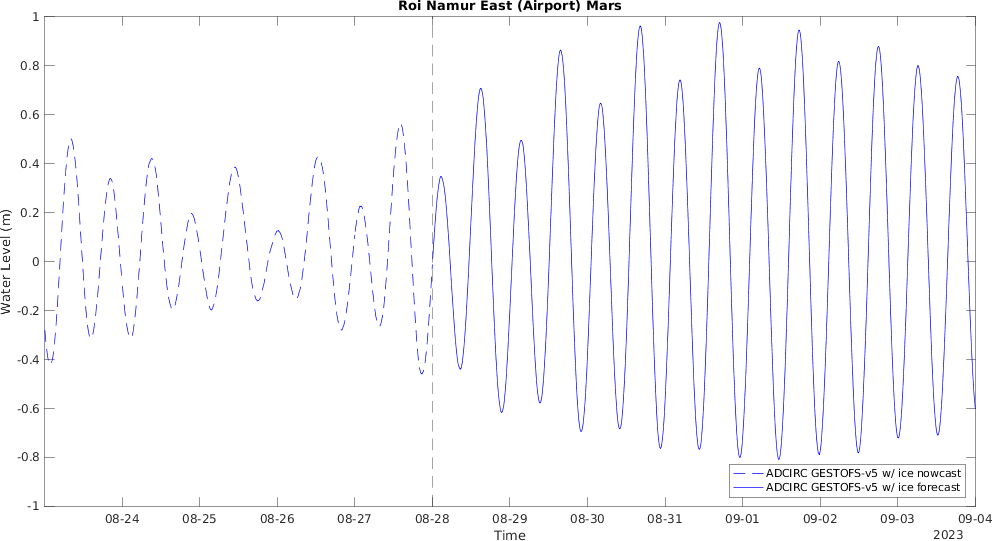 Roi Namur East (Airport) Mars
Water Level (m)
1
0.8
0.6
0.4
0.2
0
-0.2
-0.4
-0.6
-0.8
-1
08-24 08-25 08-26 08-27 08-28 08-29 08-30 08-31 09-01 09-02 09-03 09-04
Time
2023
ADCIRC GESTOFS-v5 w/ ice nowcast
ADCIRC GESTOFS-v5 w/ ice forecast